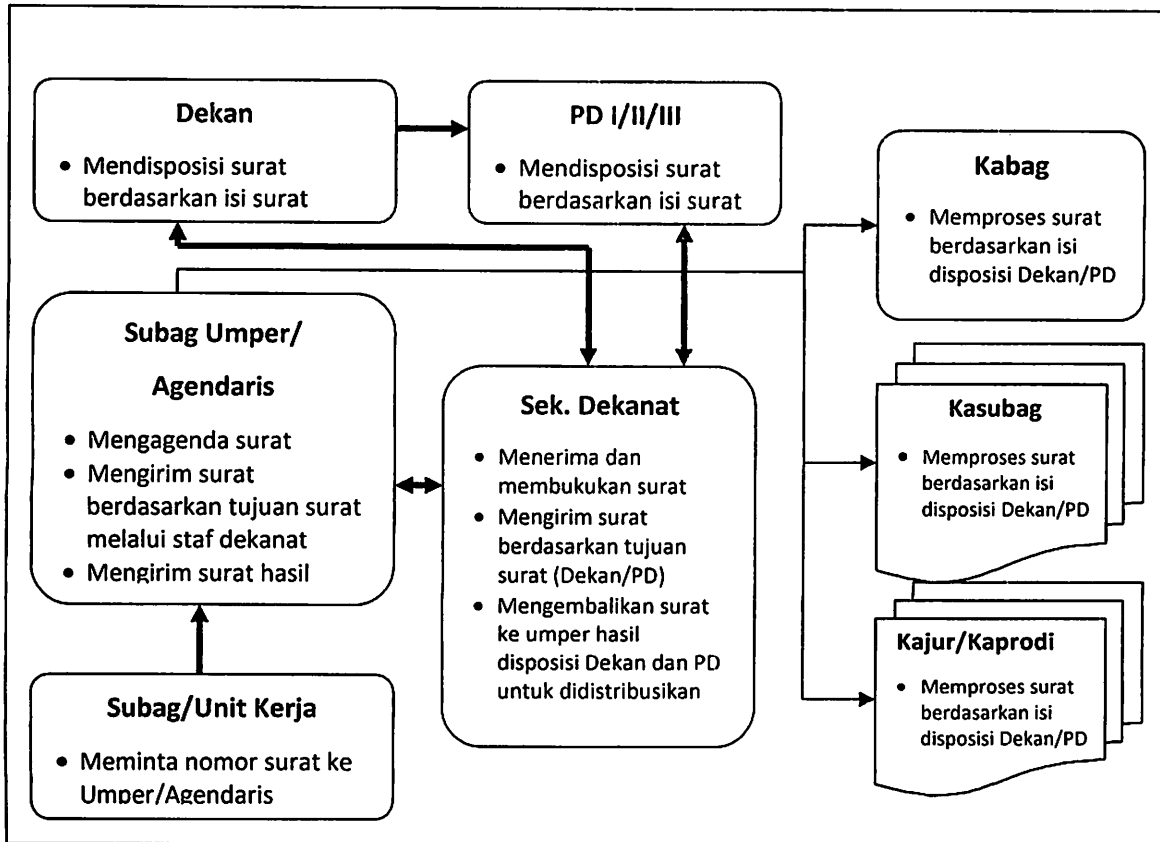 Dekan
• Mendisposisi surat
berdasarkan isi surat
PD I/II/III
• Mendisposisi surat
berdasarkan isi surat
Kabag
• Memproses surat
berdasarkan isi
disposisi Dekan/PD
Subag Umper/
Agendaris
• Mengagenda surat
• Mengirim surat
berdasarkan tujuan surat
melalui staf dekanat
• Mengirim surat hasil
Sek. Dekanat
• Menerima dan
membukukan surat
• Mengirim surat
berdasarkan tujuan
surat (Dekan/PD)
• Mengembalikan surat
ke umper hasil
disposisi Dekan dan PD
untuk didistribusikan
Kasubag
• Memproses surat
berdasarkan isi
disposisi Dekan/PD
Kajur/Kaprodi
• Memproses surat
berdasarkan isi
disposisi Dekan/PD
Subag/Unit Kerja
• Meminta nomor surat ke
Umper/Agendaris